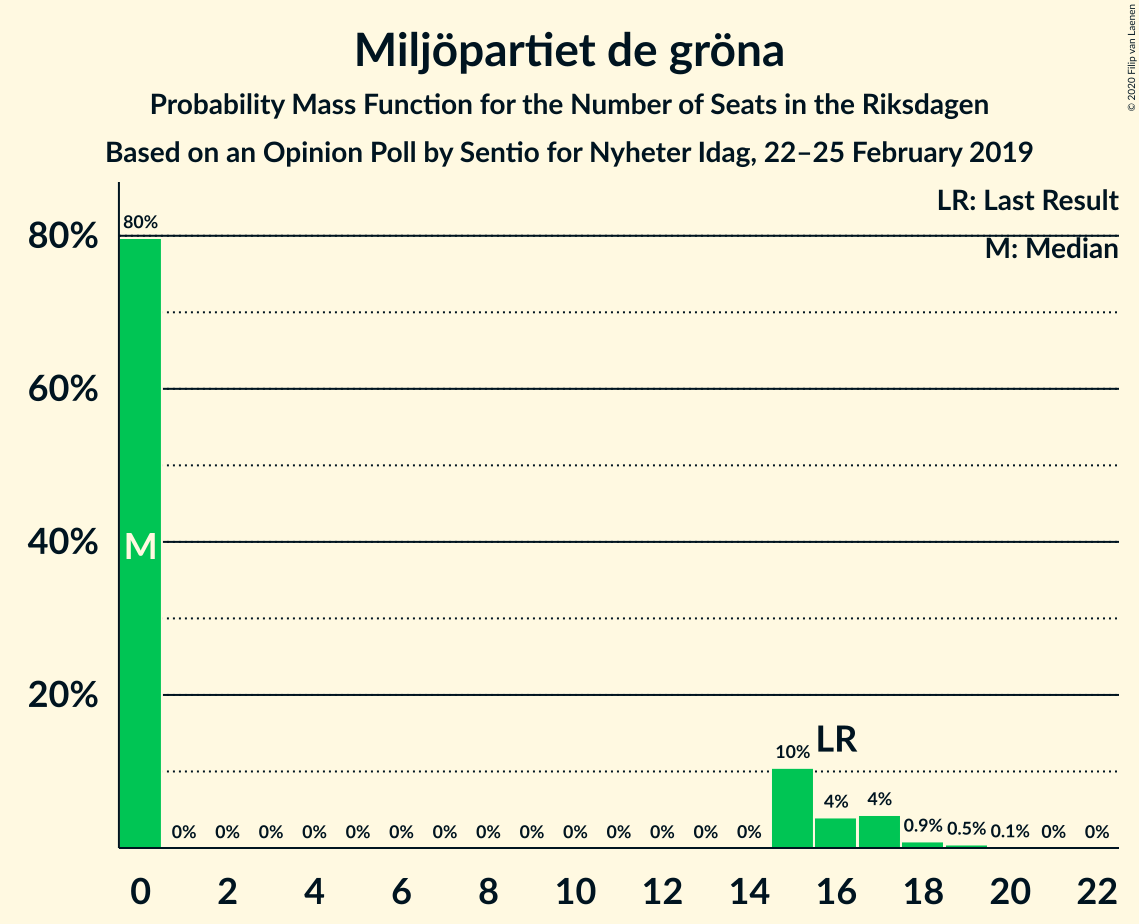 Miljöpartiet de gröna
Probability Mass Function for the Number of Seats in the Riksdagen
Based on an Opinion Poll by Sentio for Nyheter Idag, 22–25 February 2019
© 2020 Filip van Laenen
LR: Last Result
M: Median
80%
60%
40%
20%
80%
M
0% 0% 0% 0% 0% 0% 0% 0% 0% 0% 0% 0% 0% 0% 10% 4% 4% 0.9% 0.5% 0.1% 0% 0%
LR
0 2 4 6 8 10 12 14 16 18 20 22